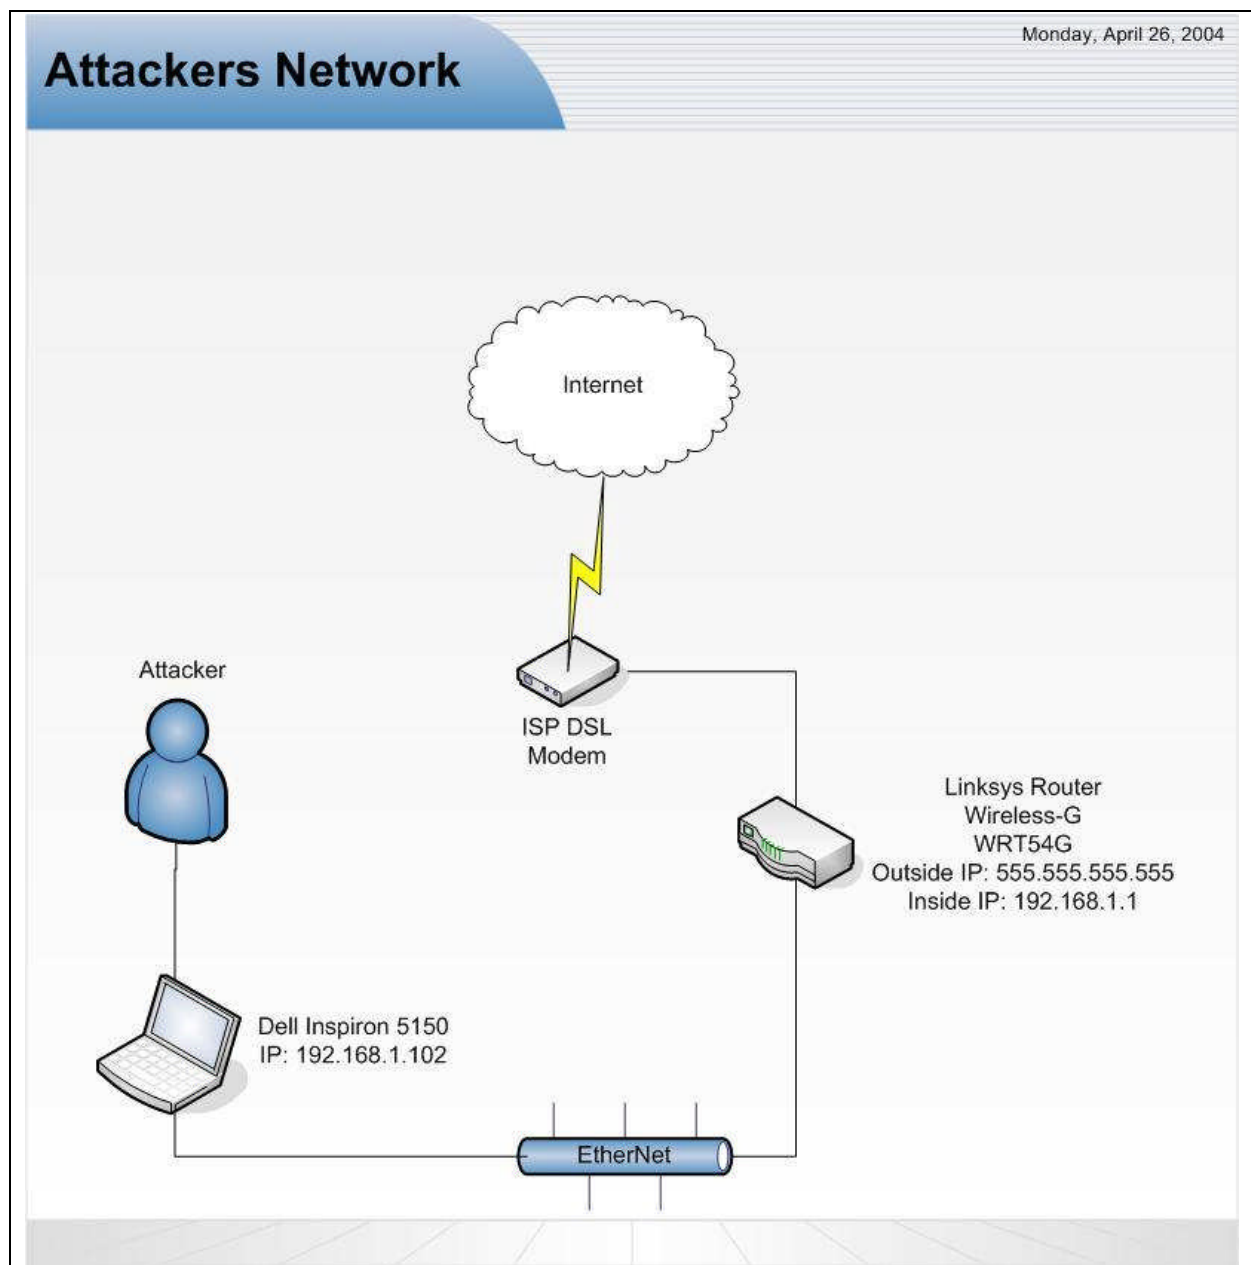 Monday, April 26, 2004
Attackers Network
Internet
Attacker
ISP DSL
Modem
Linksys Router
Wireless-G
WRT54G
Outside IP: 555.555.555.555
Inside IP: 192.168.1.1
Dell Inspiron 5150
IP: 192.168.1.102
EtherNet